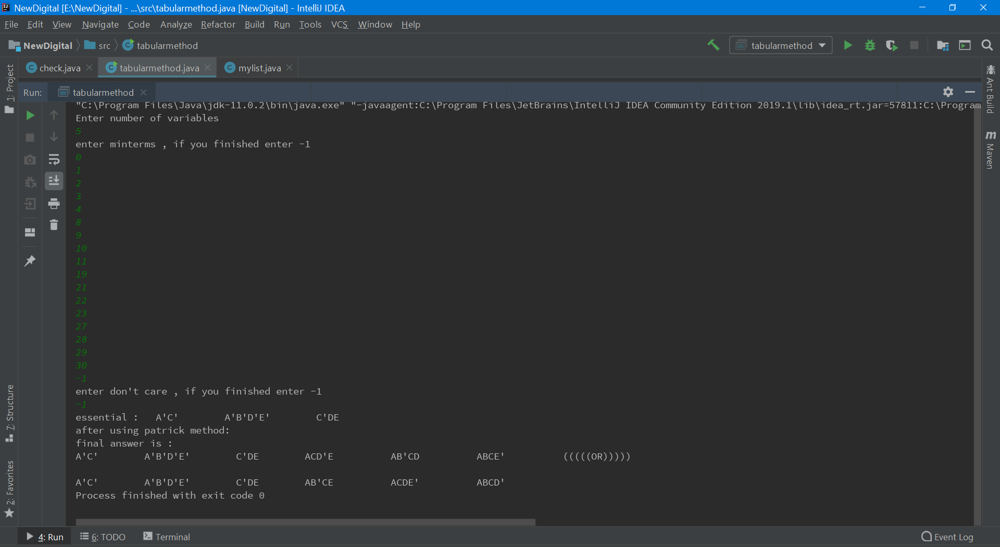 NewDigital [E:\NewDigital] - ...\src\tabularmethod.java [NewDigital] - IntelliJ IDEA
File Edit View Navigate Code Analyze Refactor Build Run Tools VCS Window Help
NewDigital src tabularmethod tabularmethod
check.java tabularmethod.java mylist.java
Run: tabularmethod
1: Project
7: Structure
2: Favorites
Ant Build
Maven
"C:\Program Files\Java\jdk-11.0.2\bin\java.exe" "-javaagent:C:\Program Files\JetBrains\IntelliJ IDEA Community Edition 2019.1\lib\idea_rt.jar=57811:C:\Program
Enter number of variables
5
enter minterms , if you finished enter -1
0
1
2
3
4
8
9
10
11
19
21
22
23
27
28
29
30
-1
enter don't care , if you finished enter -1
-1
essential : A'C' A'B'D'E' C'DE
after using patrick method:
final answer is :
A'C' A'B'D'E' C'DE ACD'E AB'CD ABCE' (((((OR)))))
A'C' A'B'D'E' C'DE AB'CE ACDE' ABCD'
Process finished with exit code 0
4: Run 6: TODO Terminal Event Log